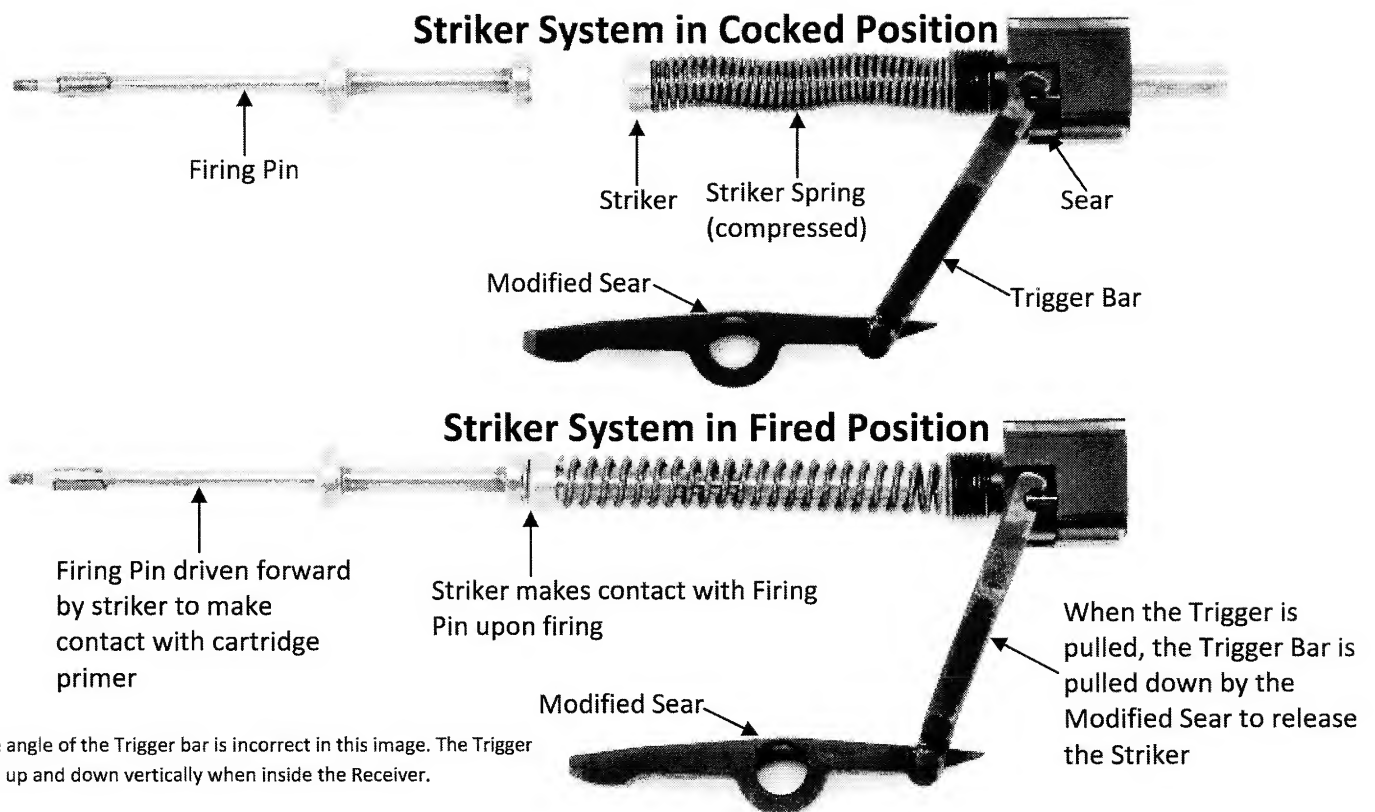 Striker System in Cocked Position
Firing Pin
Striker
Striker Spring
(compressed)
Sear
Modified Sear
Trigger Bar
Striker System in Fired Position
Firing Pin driven forward
by striker to make
contact with cartridge
primer
Striker makes contact with Firing
Pin upon firing
When the Trigger is
pulled, the Trigger Bar is
pulled down by the
Modified Sear to release
the Striker
Modified Sear
angle of the Trigger bar is incorrect in this image. The Trigger
up and down vertically when inside the Receiver.